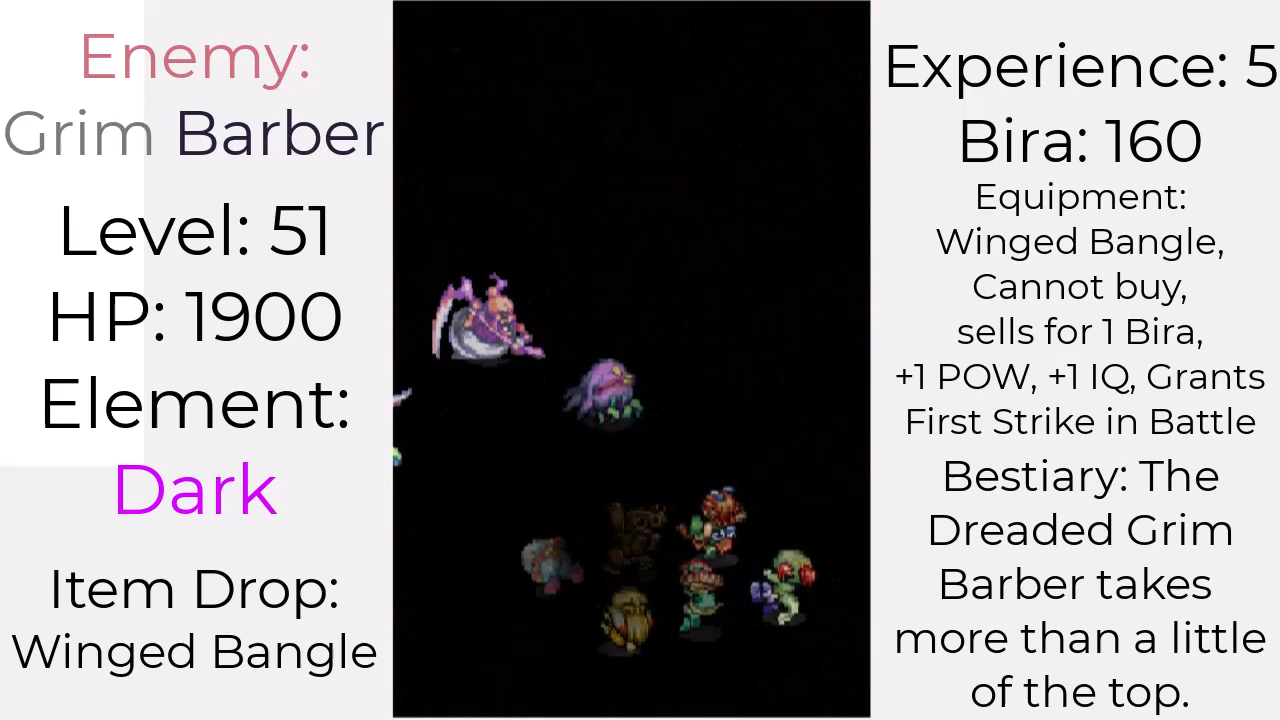 Enemy:
Grim Barber
Level: 51
HP: 1900
Element:
Dark
Item Drop:
Winged Bangle
Experience: 5
Bira: 160
Equipment:
Winged Bangle,
Cannot buy,
sells for 1 Bira,
+1 POW, +1 IQ, Grants
First Strike in Battle
Bestiary: The
Dreaded Grim
Barber takes
more than a little
of the top.